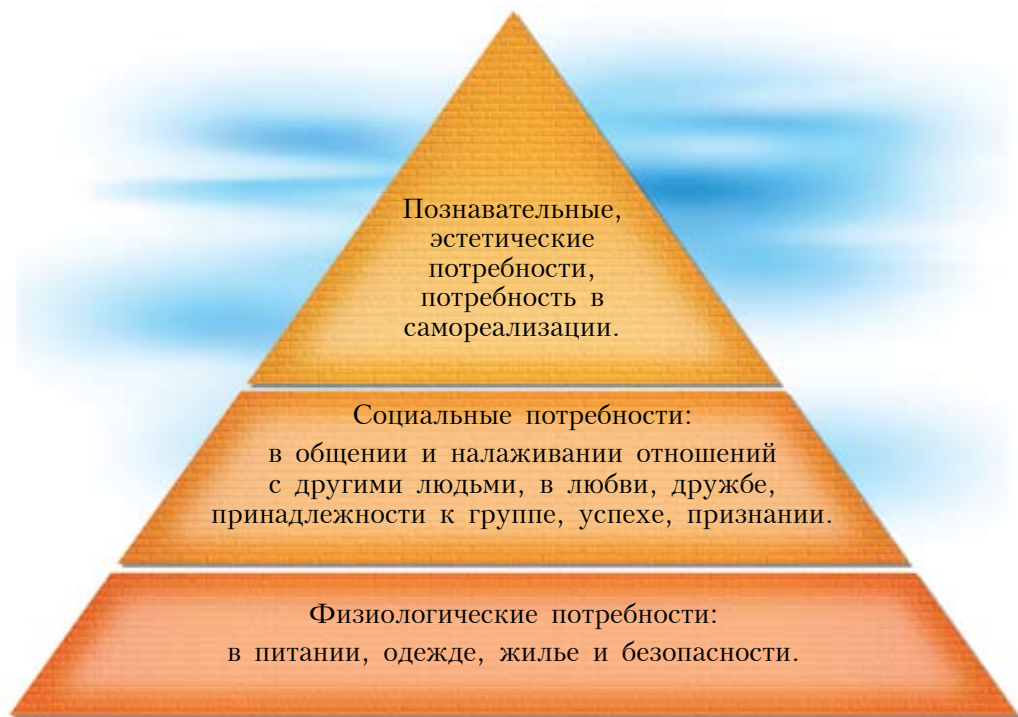 Познавательные,
эстетические
потребности,
потребность в
самореализации.
Социальные потребности:
в общении и налаживании отношений
с другими людьми, в любви, дружбе,
принадлежности к группе, успехе, признании.
Физиологические потребности:
в питании, одежде, жилье и безопасности.